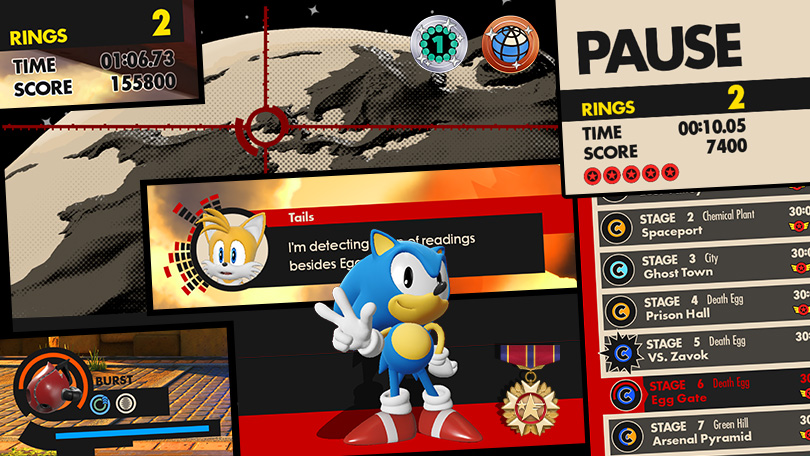 RINGS 2
TIME 01:06.73
SCORE 155800
1
PAUSE
RINGS 2
TIME 00:10.05
SCORE 7400
Tails
I'm detecting of readings
besides
STAGE 2 Chemical Plant
Spaceport
STAGE 3 City
Ghost Town
STAGE 4 Death Egg
Prison Hall
STAGE 5 Death Egg
VS. Zavok
STAGE 6 Death Egg
Egg Gate
STAGE 7 Green Hill
Arsenal Pyramid
BURST